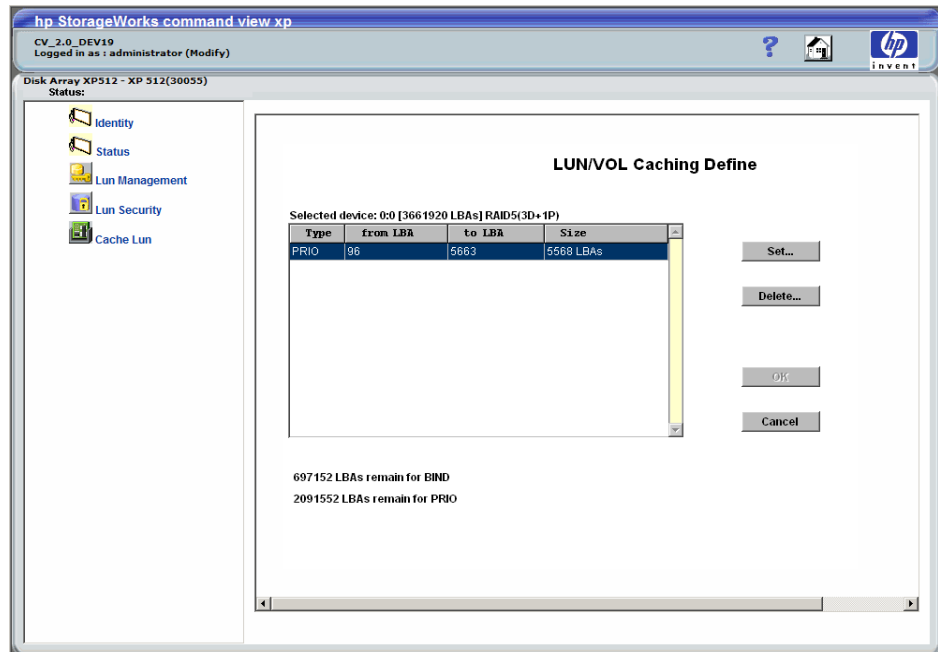 hp StorageWorks command view xp
CV_2.0_DEV19
Logged in as : administrator (Modify)
?
hp
invent
Disk Array XP512 - XP 512(30055)
Status:
Identity
Status
Lun Management
Lun Security
Cache Lun
LUN/VOL Caching Define
Selected device: 0:0 [3661920 LBAs] RAID5(3D+1P)
Type from LBA to LBA Size
PRIO 96 5663 5568 LBAs
Set...
Delete...
OK
Cancel
697152 LBAs remain for BIND
2091552 LBAs remain for PRIO